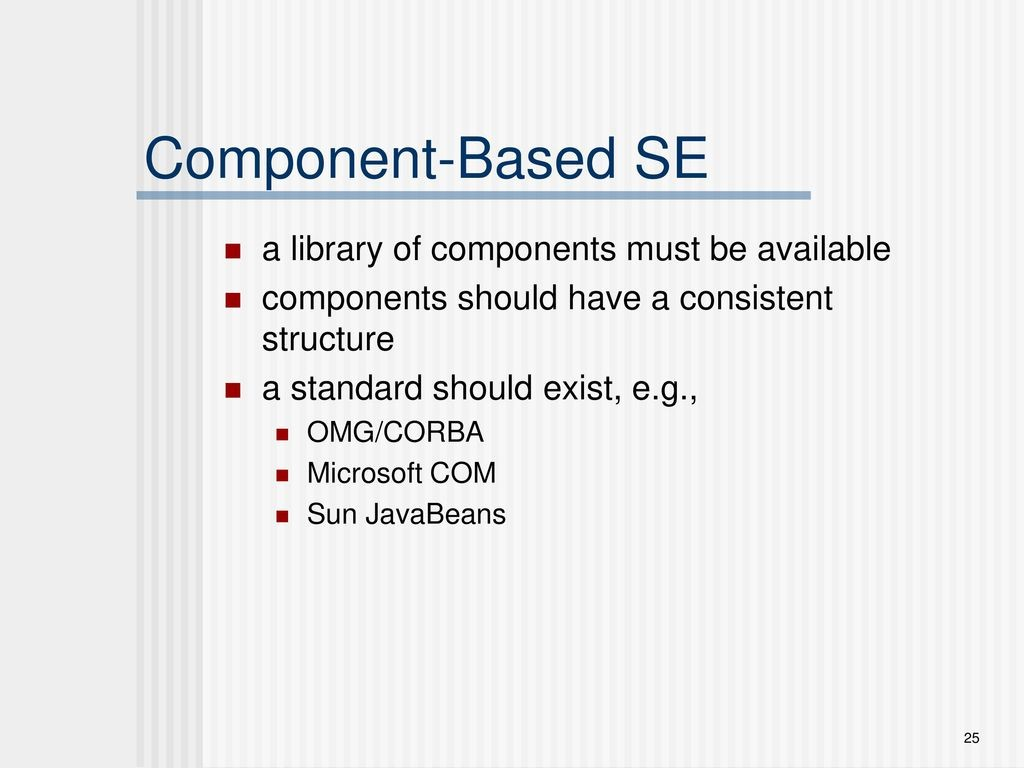 Component-Based SE
a library of components must be available
components should have a consistent
structure
a standard should exist, e.g.,
OMG/CORBA
Microsoft COM
Sun JavaBeans
25